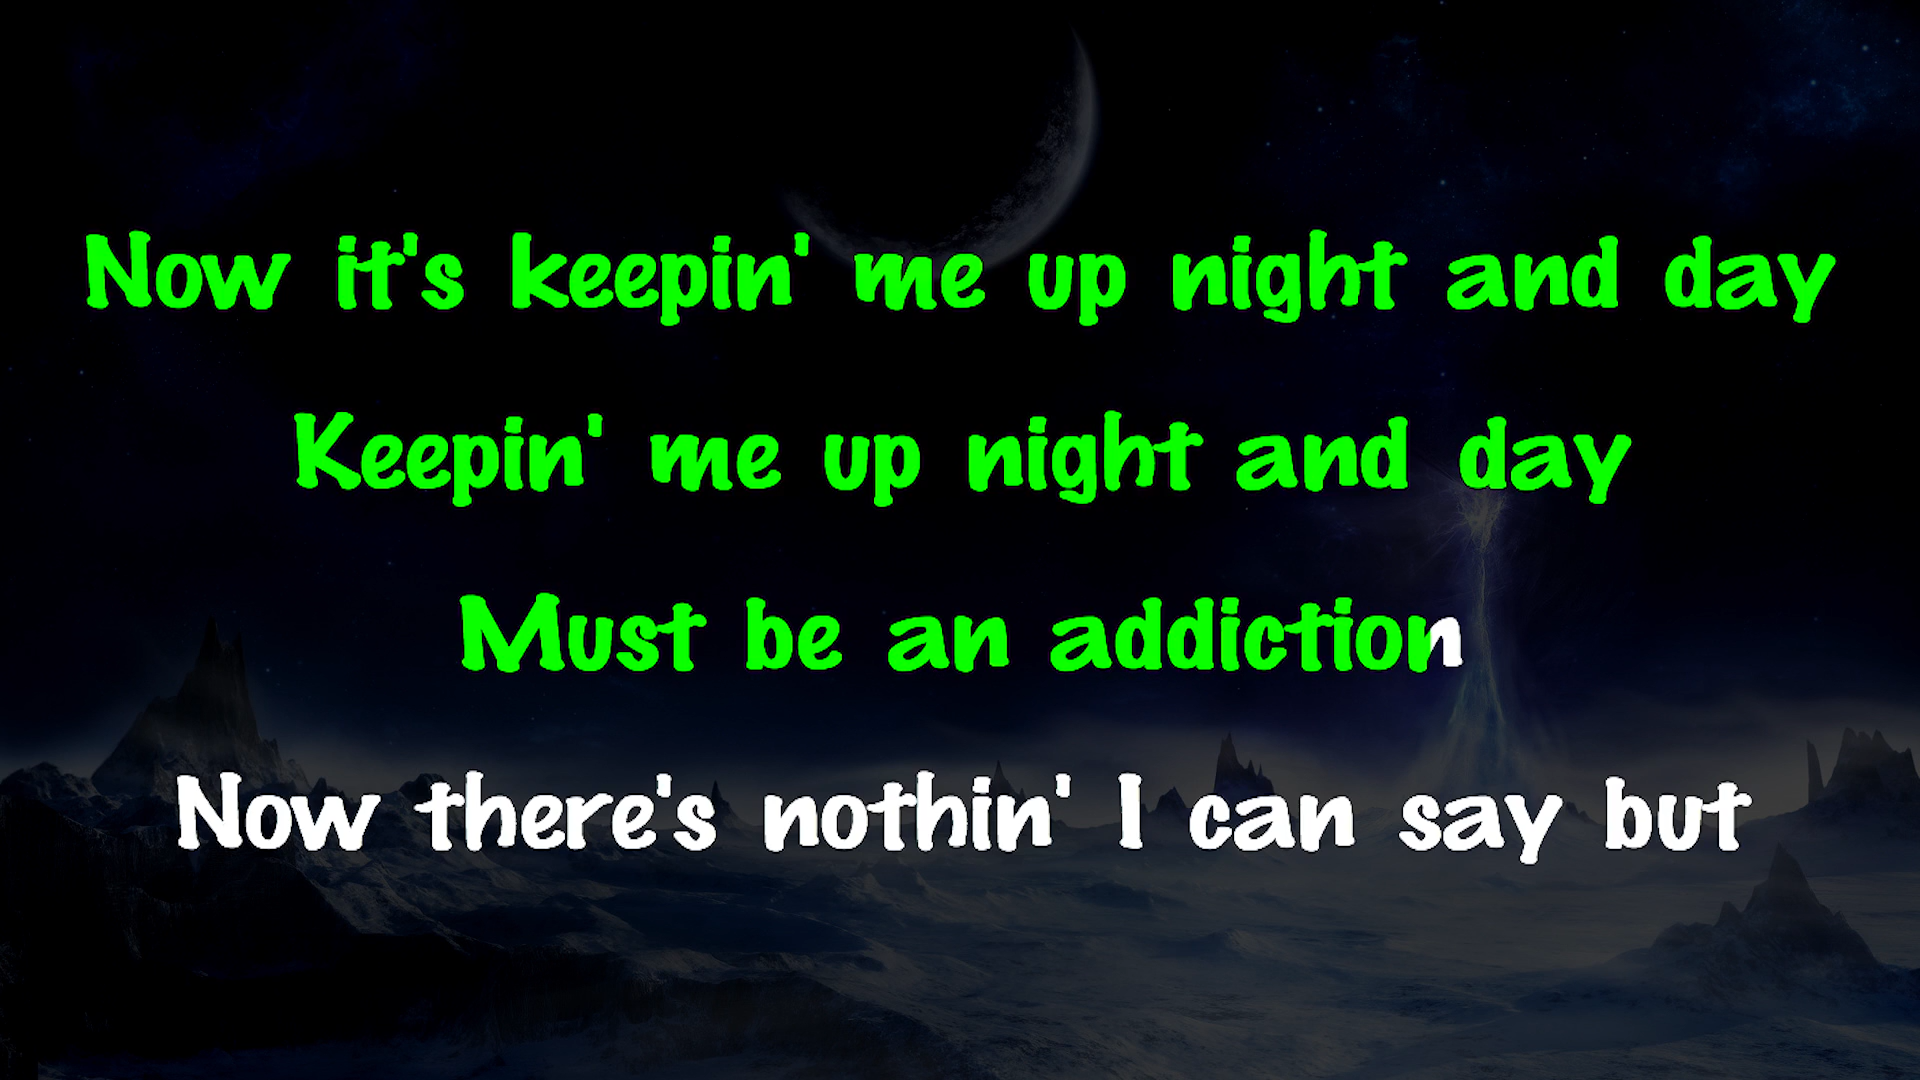 Now it's keepin' me up night and day
Keepin' me up night and day
Must be an addiction
Now there's nothin' I can say but